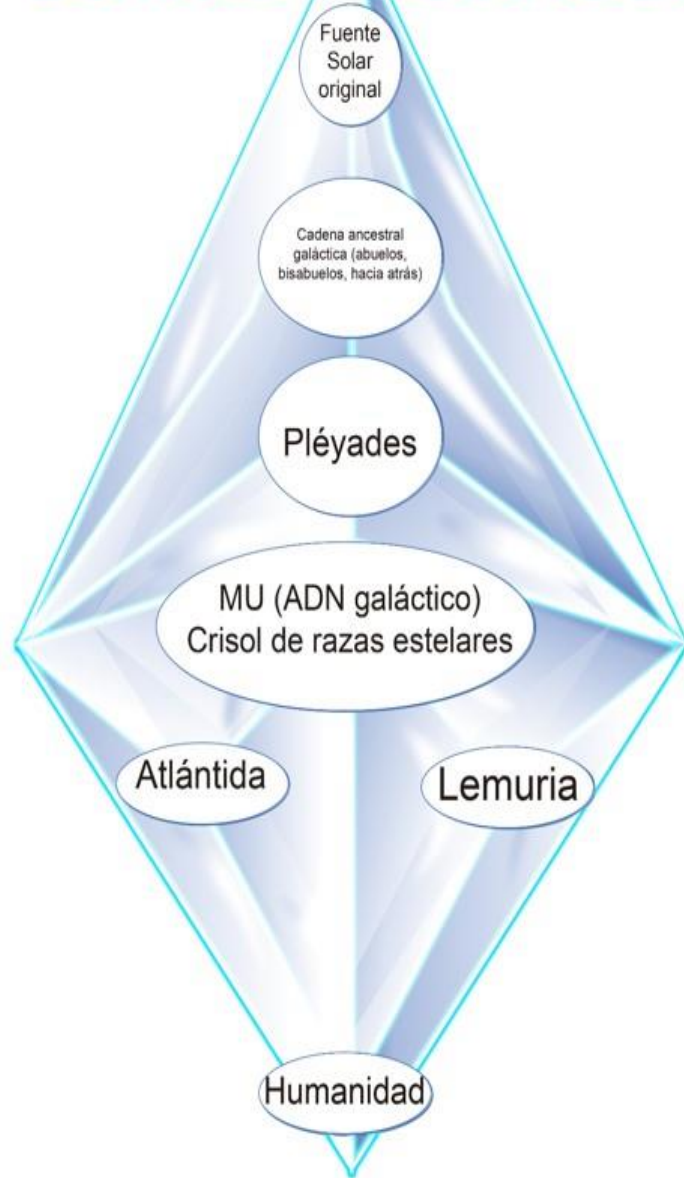 Fuente
Solar
original
Cadena ancestral
galáctica (abuelos,
bisabuelos, hacia atrás)
Pléyades
MU (ADN galáctico)
Crisol de razas estelares
Atlántida
Lemuria
Humanidad